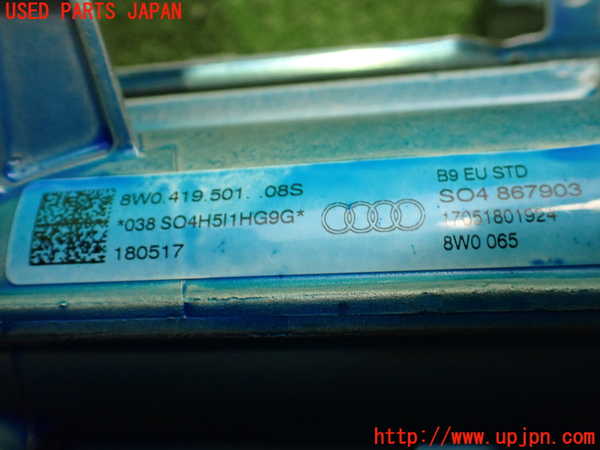 USED PARTS JAPAN
8W0.419.501. .08S
*038 SO4H5I1HG9G*
180517
B9 EU STD
SO4 867903
17051801924
8W0 065
http://www.upjpn.com/